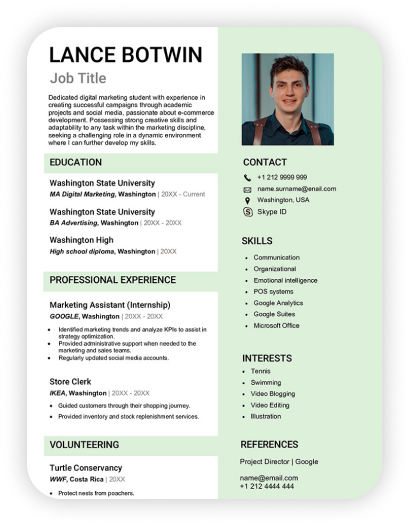 LANCE BOTWIN
Job Title
Dedicated digital marketing student with experience in
creating successful campaigns through academic
projects and social media, passionate about e-commerce
development. Possessing strong creative skills and
adaptability to any task within the marketing discipline,
seeking a challenging role in a dynamic environment
where I can further develop my skills.
EDUCATION
Washington State University
MA Digital Marketing, Washington | 20XX - Current
Washington State University
BA Advertising, Washington | 20XX - 20XX
Washington High
High school diploma, Washington | 20XX
PROFESSIONAL EXPERIENCE
Marketing Assistant (Internship)
GOOGLE, Washington | 20XX - 20XX
• Identified marketing trends and analyze KPIs to assist in
strategy optimization.
• Provided administrative support when needed to the
marketing and sales teams.
• Regularly updated social media accounts.
Store Clerk
IKEA, Washington | 20XX - 20XX
• Guided customers through their shopping journey.
• Provided inventory and stock replenishment services.
VOLUNTEERING
Turtle Conservancy
WWF, Costa Rica | 20XX
• Protect nests from poachers.
CONTACT
+1 212 9999 999
name.surname@enail.com
Washington, USA
Skype ID
SKILLS
• Communication
• Organizational
• Emotional intelligence
• POS systems
• Google Analytics
• Google Suites
• Microsoft Office
INTERESTS
• Tennis
• Swimming
• Video Blogging
• Video Editing
• Illustration
REFERENCES
Project Director | Google
name@email.com
+1 212 4444 444